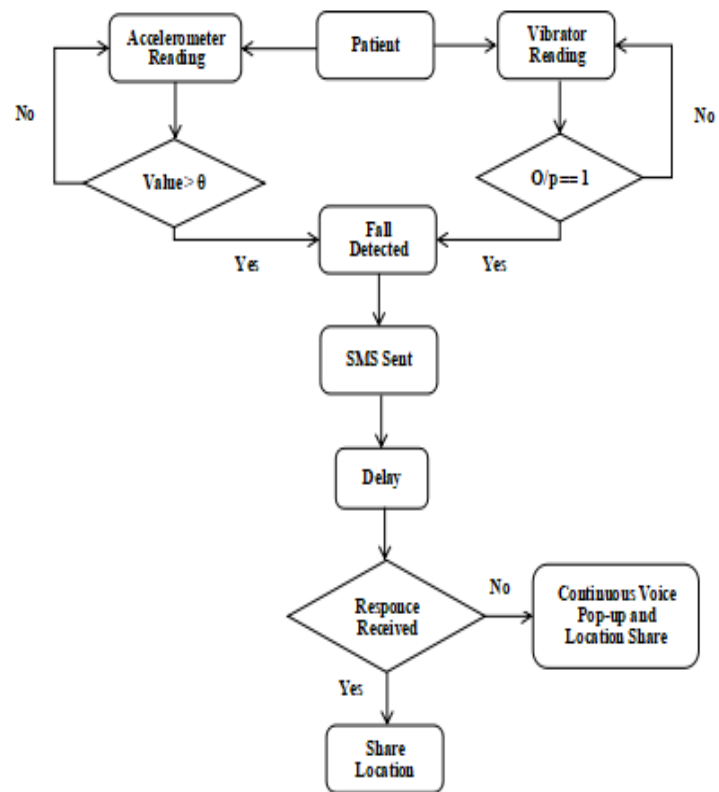 Accelerometer
Reading
Patient
Vibrator
Reading
No
No
Value> θ
O/p== 1
Fall
Detected
Yes
Yes
SMS Sent
Delay
Responce
Received
No
Continuous Voice
Pop-up and
Location Share
Yes
Share
Location